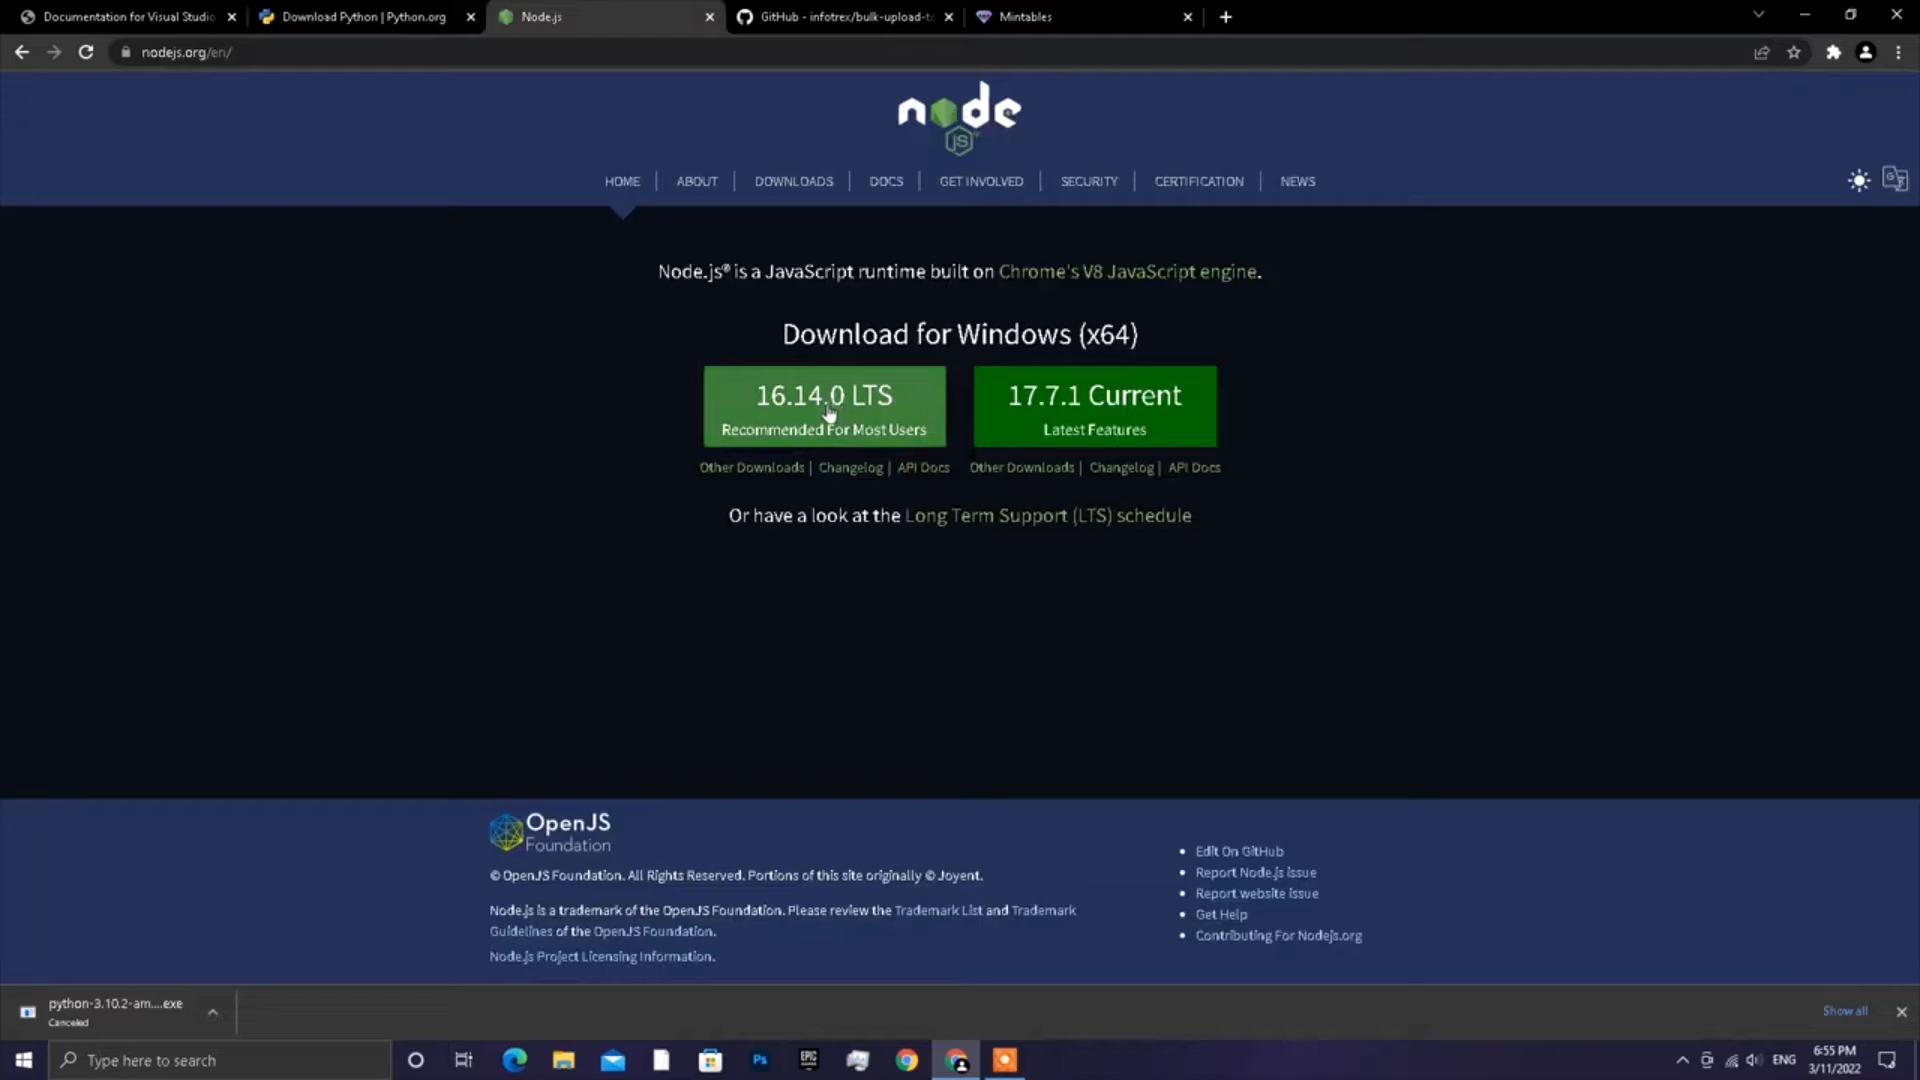 Documentation for Visual Studio
Download Python | Python.org
Node.js
GitHub - infotrex/bulk-upload-to
Mintables
nodejs.org/en/
node
JS
HOME
ABOUT
DOWNLOADS
DOCS
GET INVOLVED
SECURITY
CERTIFICATION
NEWS
Node.js® is a JavaScript runtime built on Chrome's V8 JavaScript engine.
Download for Windows (x64)
16.14.0 LTS
Recommended For Most Users
17.7.1 Current
Latest Features
Other Downloads | Changelog | API Docs
Other Downloads | Changelog | API Docs
Or have a look at the Long Term Support (LTS) schedule
OpenJS
Foundation
© OpenJS Foundation. All Rights Reserved. Portions of this site originally © Joyent.
Node.js is a trademark of the OpenJS Foundation. Please review the Trademark List and Trademark
Guidelines of the OpenJS Foundation.
Node.js Project Licensing Information.
Edit On GitHub
Report Node.js issue
Report website issue
Get Help
Contributing For Nodejs.org
python-3.10.2-am....exe
Canceled
Show all
Type here to search
Ps
EPIC
GAMES
ENG
6:55 PM
3/11/2022